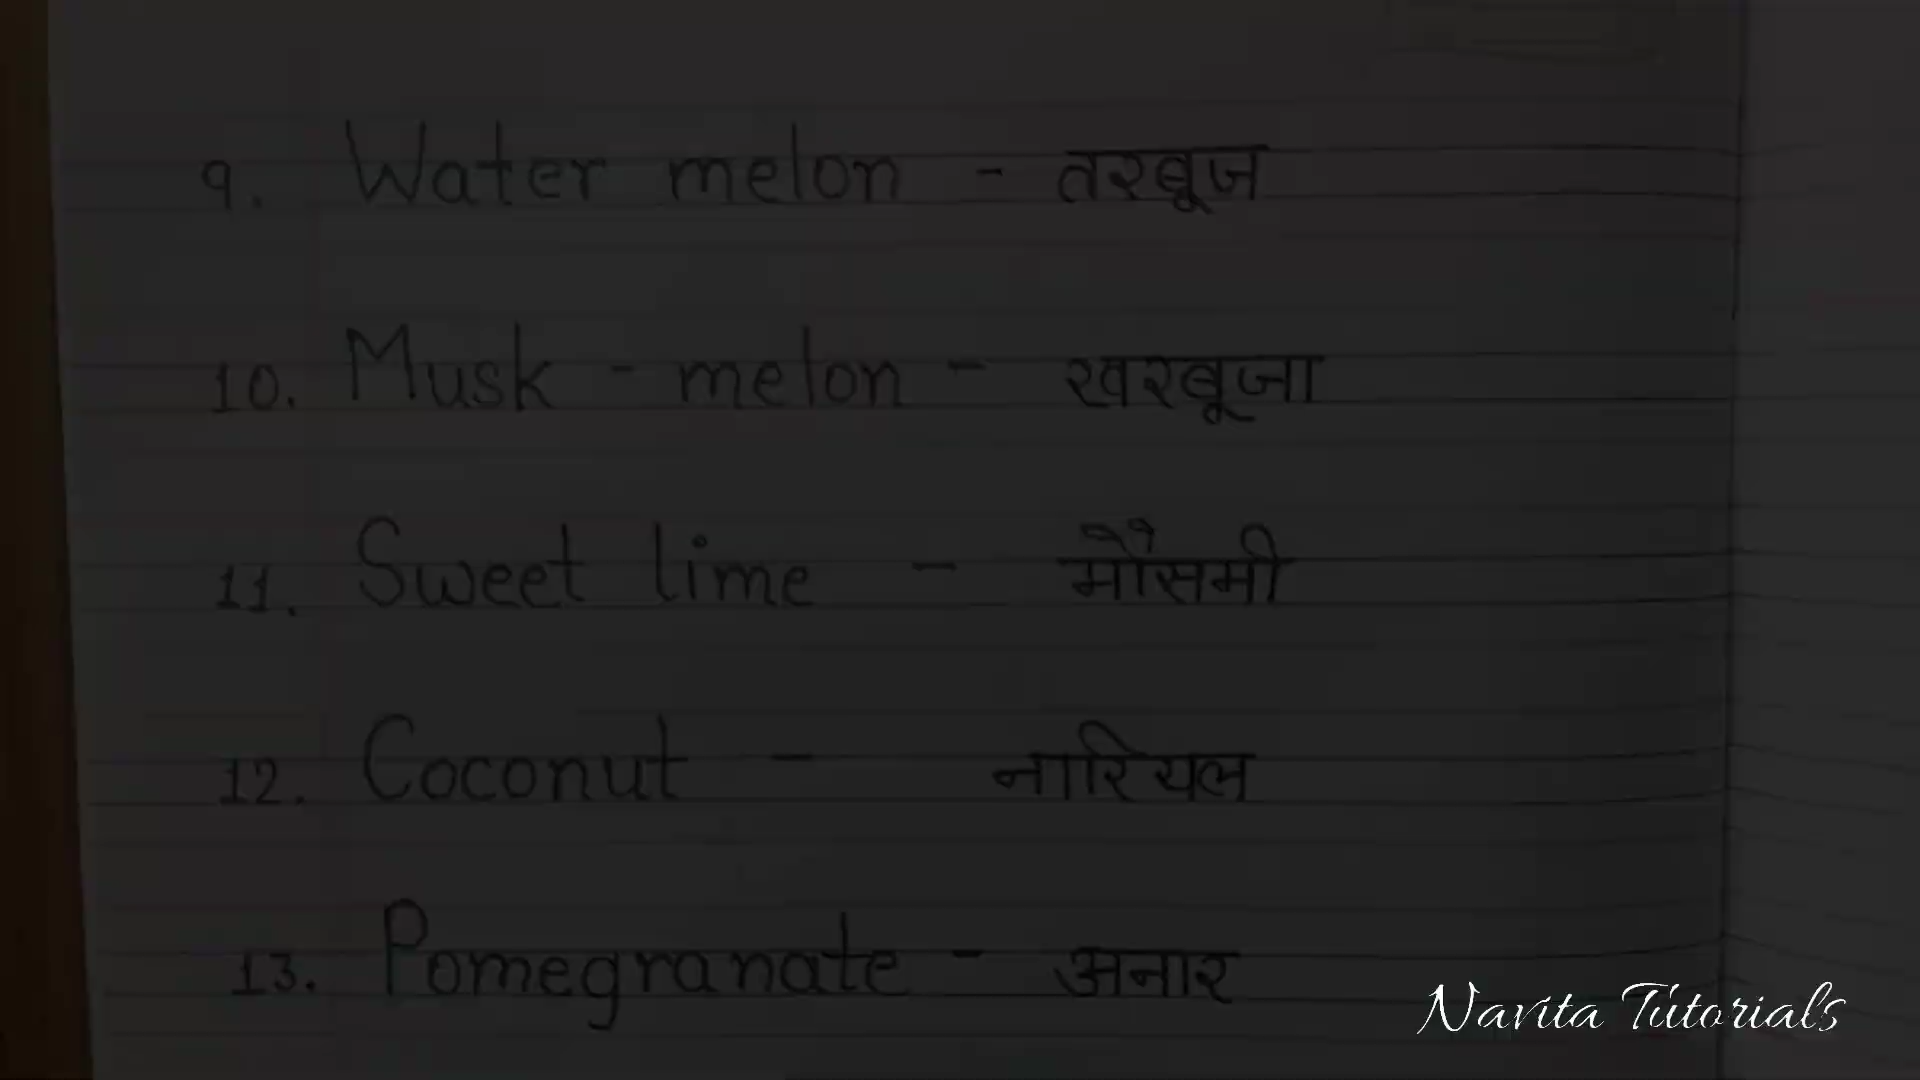 9. Water melon - तरबूज
10. Musk - melon - खरबूजा
11. Sweet lime - मौसमी
12. Coconut - नारियल
13. Pomegranate - अनार
Navita Tutorials